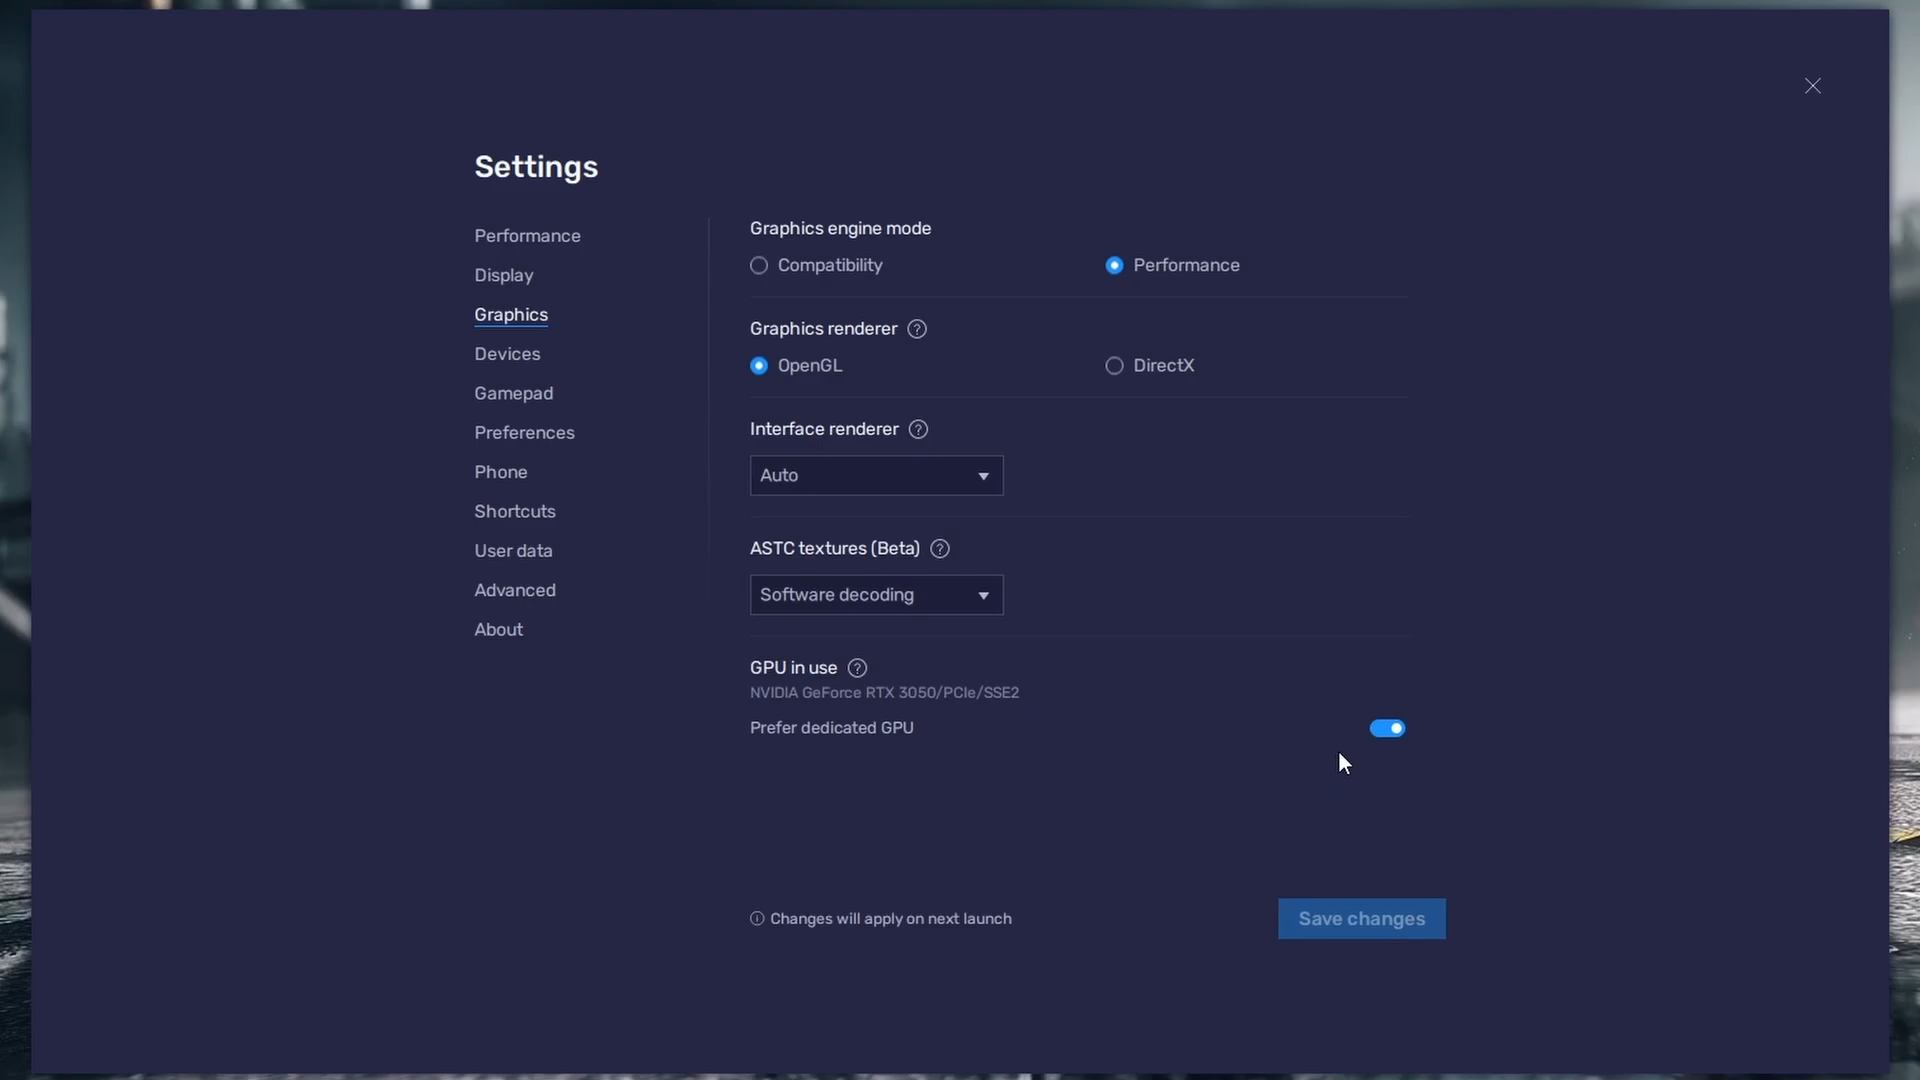 Settings
Performance
Display
Graphics
Devices
Gamepad
Preferences
Phone
Shortcuts
User data
Advanced
About
Graphics engine mode
Compatibility Performance
Graphics renderer ?
OpenGL DirectX
Interface renderer ?
Auto
ASTC textures (Beta) ?
Software decoding
GPU in use ?
NVIDIA GeForce RTX 3050/PCIe/SSE2
Prefer dedicated GPU
Changes will apply on next launch
Save changes